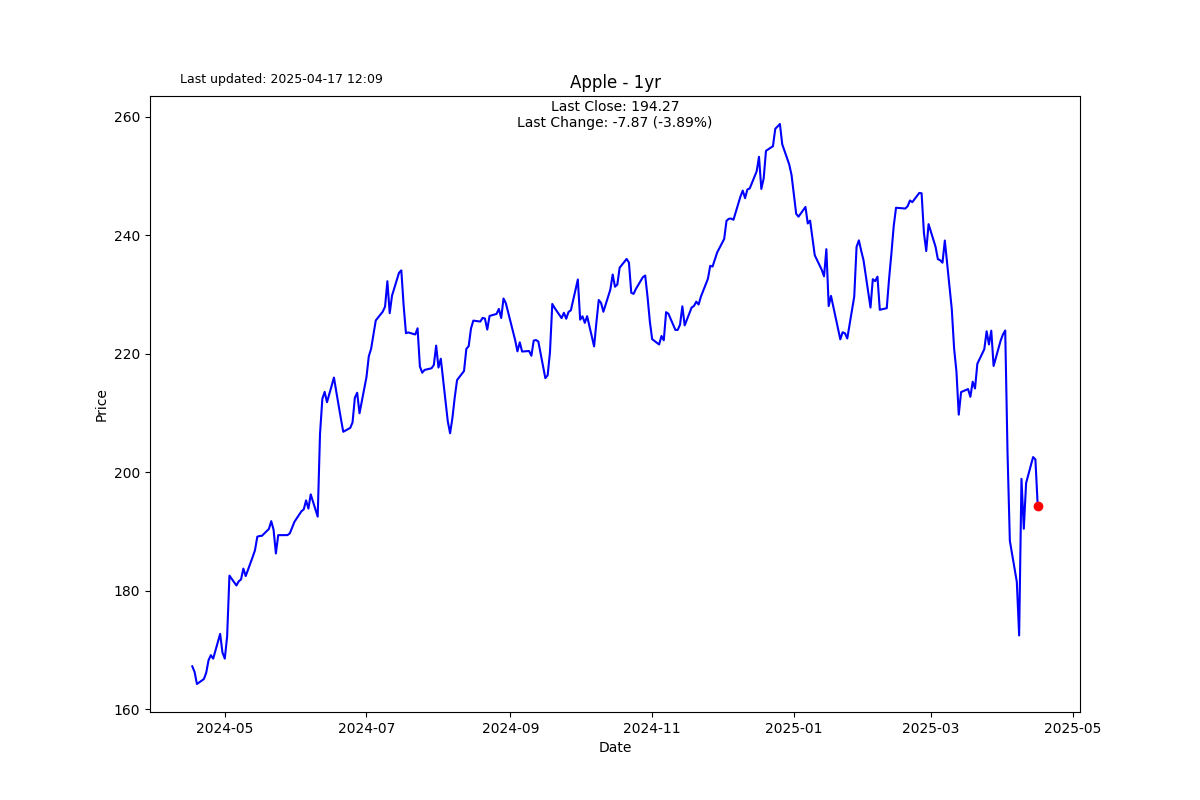 Last updated: 2025-04-17 12:09
Apple - 1yr
Last Close: 194.27
Last Change: -7.87 (-3.89%)
260
240
220
200
180
160
Price
2024-05 2024-07 2024-09 2024-11 2025-01 2025-03 2025-05
Date